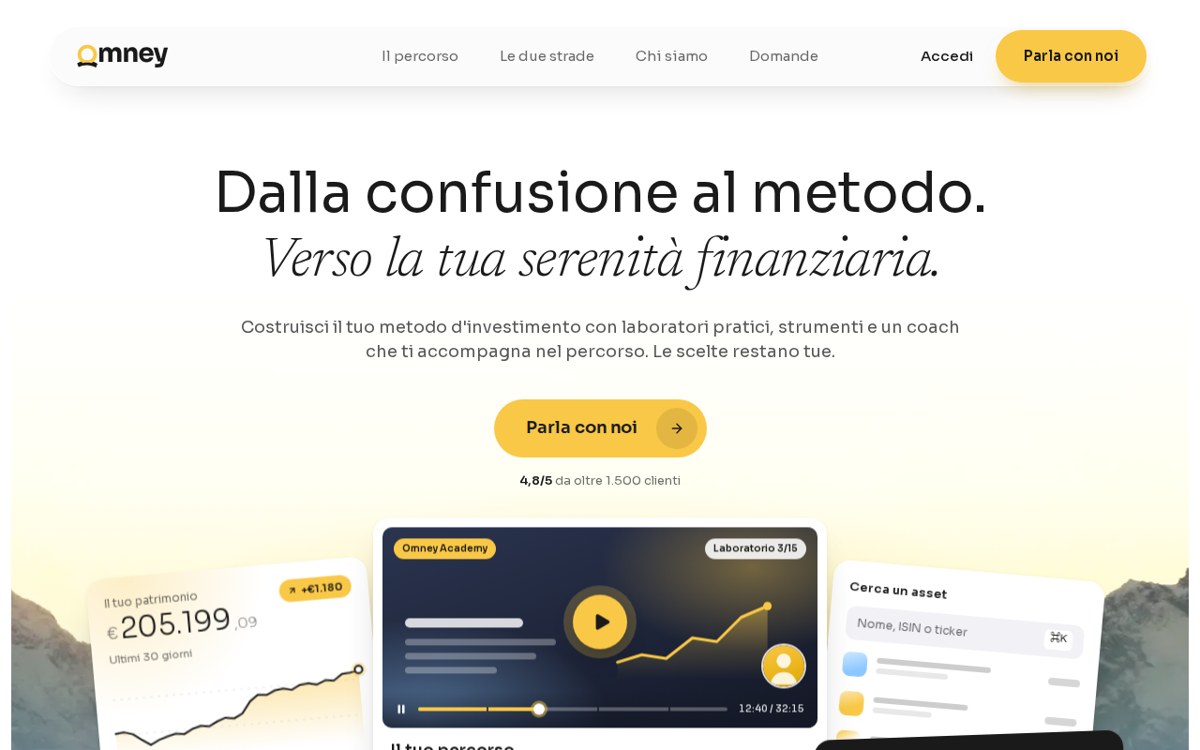 Omney
Il percorso
Le due strade
Chi siamo
Domande
Accedi
Parla con noi
Dalla confusione al metodo.
Verso la tua serenità finanziaria.
Costruisci il tuo metodo d'investimento con laboratori pratici, strumenti e un coach
che ti accompagna nel percorso. Le scelte restano tue.
Parla con noi
4,8/5 da oltre 1.500 clienti
Il tuo patrimonio
+€1.180
€205.199,09
Ultimi 30 giorni
Omney Academy
Laboratorio 3/15
12:40 / 32:15
Il tuo percorso
Cerca un asset
Nome, ISIN o ticker
⌘K